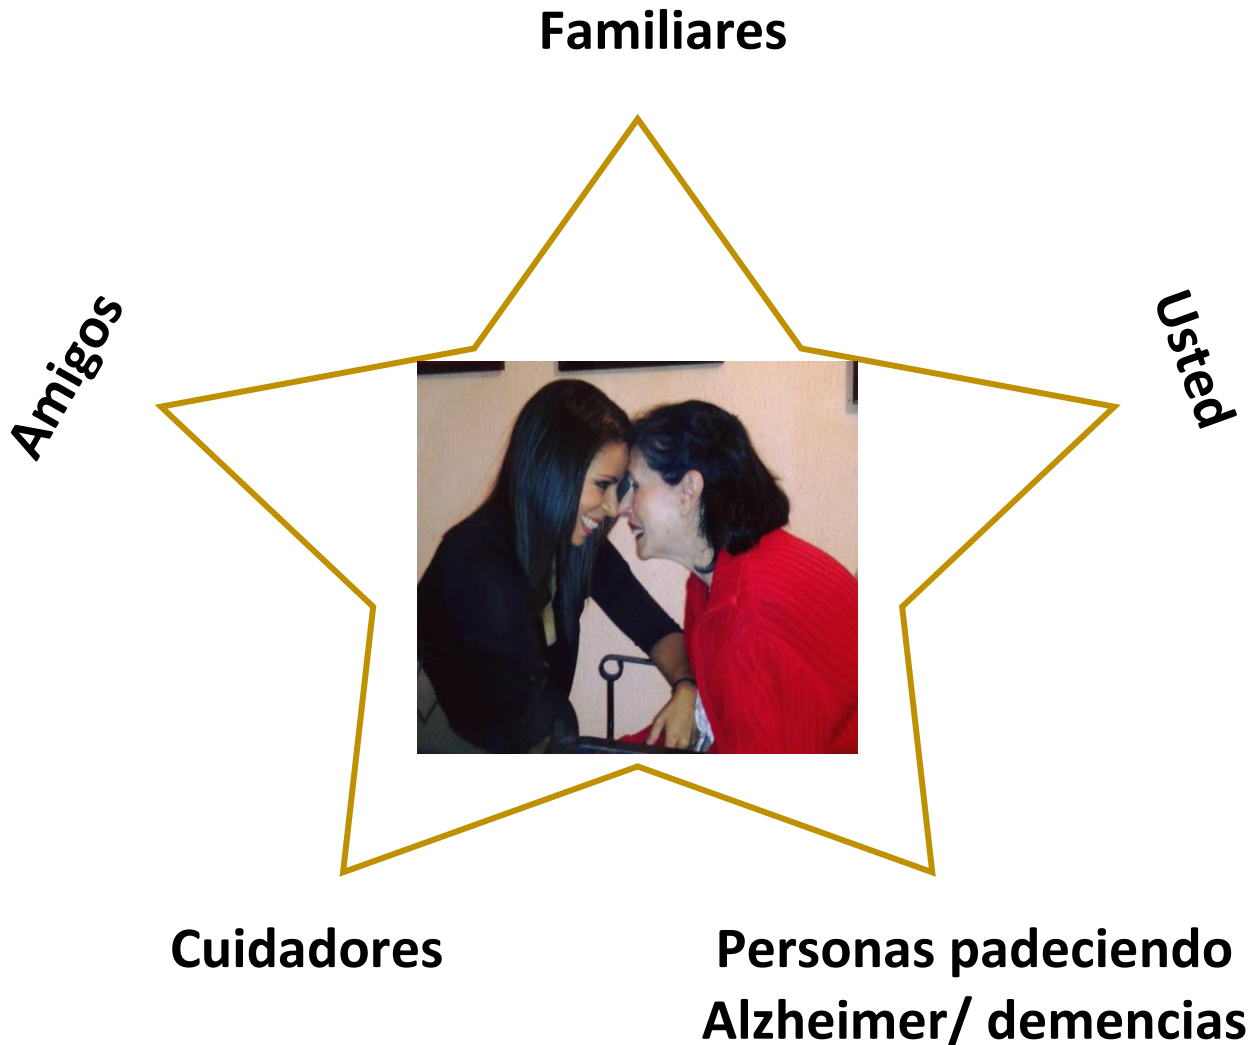 Familiares
Amigos
Usted
Cuidadores
Personas padeciendo
Alzheimer/ demencias